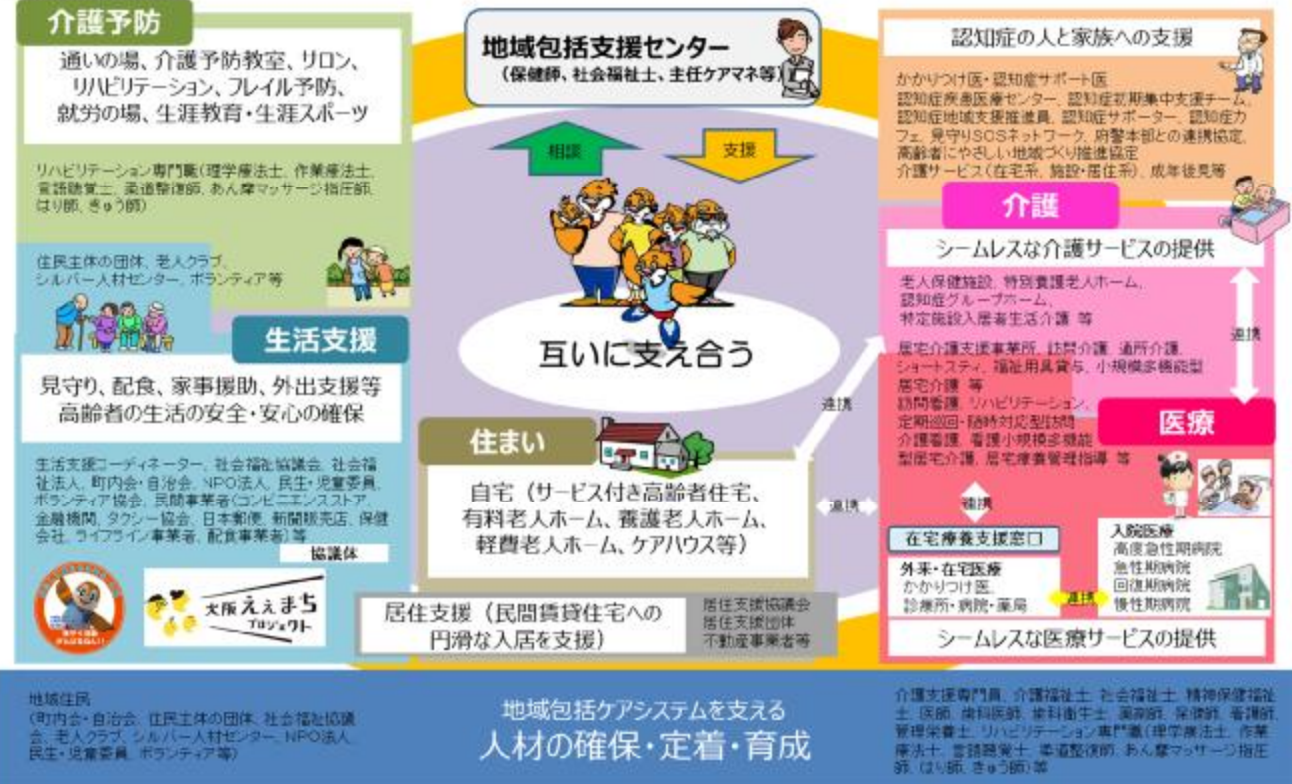 介護予防
通いの場、介護予防教室、サロン、
リハビリテーション、フレイル予防、
就労の場、生涯教育・生涯スポーツ
リハビリテーション専門職(理学療法士、作業療法士、
言語聴覚士、柔道整復師、あん摩マッサージ指圧師、
はり師、きゅう師)
住民主体の団体、老人クラブ、
シルバー人材センター、ボランティア等
生活支援
見守り、配食、家事援助、外出支援等
高齢者の生活の安全・安心の確保
生活支援コーディネーター、社会福祉協議会、社会福
祉法人、町内会・自治会、NPO法人、民生・児童委員、
ボランティア協会、民間事業者(コンビニエンスストア、
金融機関、タクシー協会、日本郵便、新聞販売店、保健
会社、ライフライン事業者、配食事業者)等
協議体
大阪ええまち
プロジェクト
地域包括支援センター
(保健師、社会福祉士、主任ケアマネ等)
相談
支援
互いに支え合う
住まい
自宅(サービス付き高齢者住宅、
有料老人ホーム、養護老人ホーム、
軽費老人ホーム、ケアハウス等)
居住支援(民間賃貸住宅への
円滑な入居を支援)
居住支援協議会
居住支援団体
不動産事業者等
連携
連携
認知症の人と家族への支援
かかりつけ医・認知症サポート医
認知症疾患医療センター、認知症初期集中支援チーム、
認知症地域支援推進員、認知症サポーター、認知症カ
フェ、見守りSOSネットワーク、府警本部との連携協定、
高齢者にやさしい地域づくり推進協定
介護サービス(在宅系、施設・居住系)、成年後見等
介護
シームレスな介護サービスの提供
老人保健施設、特別養護老人ホーム、
認知症グループホーム、
特定施設入居者生活介護 等
連携
居宅介護支援事業所、訪問介護、通所介護、
ショートスティ、福祉用具貸与、小規模多機能型
居宅介護 等
訪問看護、リハビリテーション、
定期巡回・随時対応型訪問
介護看護、看護小規模多機能
型居宅介護、居宅療養管理指導 等
医療
連携
在宅療養支援窓口
外来・在宅医療
かかりつけ医、
診療所・病院・薬局
連携
入院医療
高度急性期病院
急性期病院
回復期病院
慢性期病院
シームレスな医療サービスの提供
地域住民
(町内会・自治会、住民主体の団体、社会福祉協議
会、老人クラブ、シルバー人材センター、NPO法人、
民生・児童委員、ボランティア等)
地域包括ケアシステムを支える
人材の確保・定着・育成
介護支援専門員、介護福祉士、社会福祉士、精神保健福祉
士、医師、歯科医師、歯科衛生士、薬剤師、保健師、看護師、
管理栄養士、リハビリテーション専門職(理学療法士、作業
療法士、言語聴覚士、柔道整復師、あん摩マッサージ指圧
師、はり師、きゅう師)等